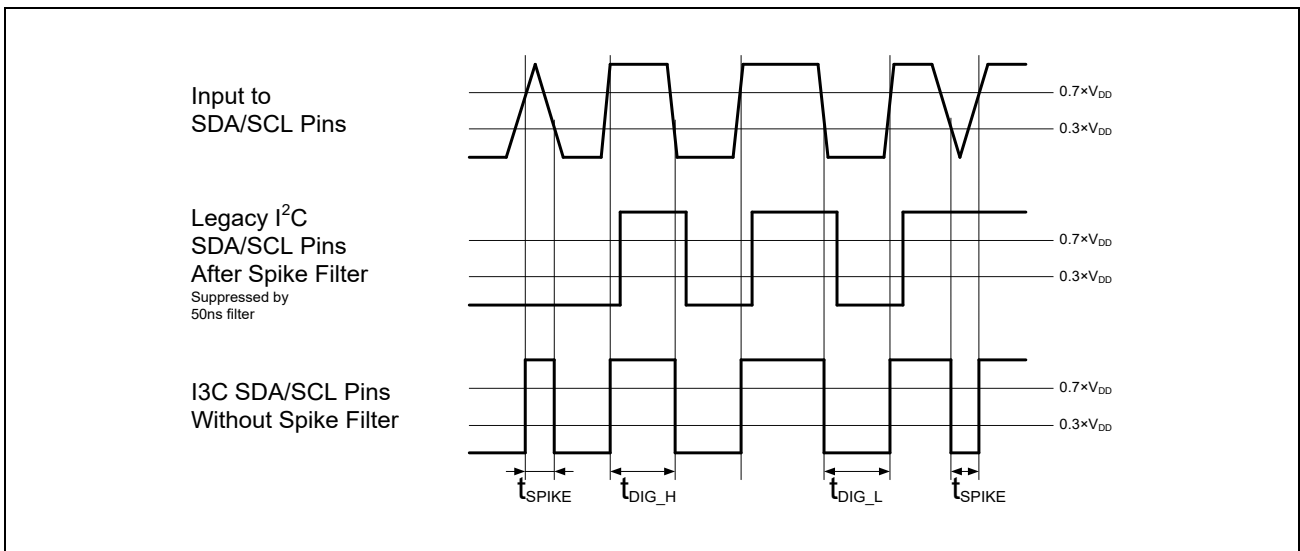 Input to
SDA/SCL Pins
0.7×VDD
0.3×VDD
Legacy I²C
SDA/SCL Pins
After Spike Filter
Suppressed by
50ns filter
0.7×VDD
0.3×VDD
I3C SDA/SCL Pins
Without Spike Filter
0.7×VDD
0.3×VDD
tSPIKE
tDIG_H
tDIG_L
tSPIKE